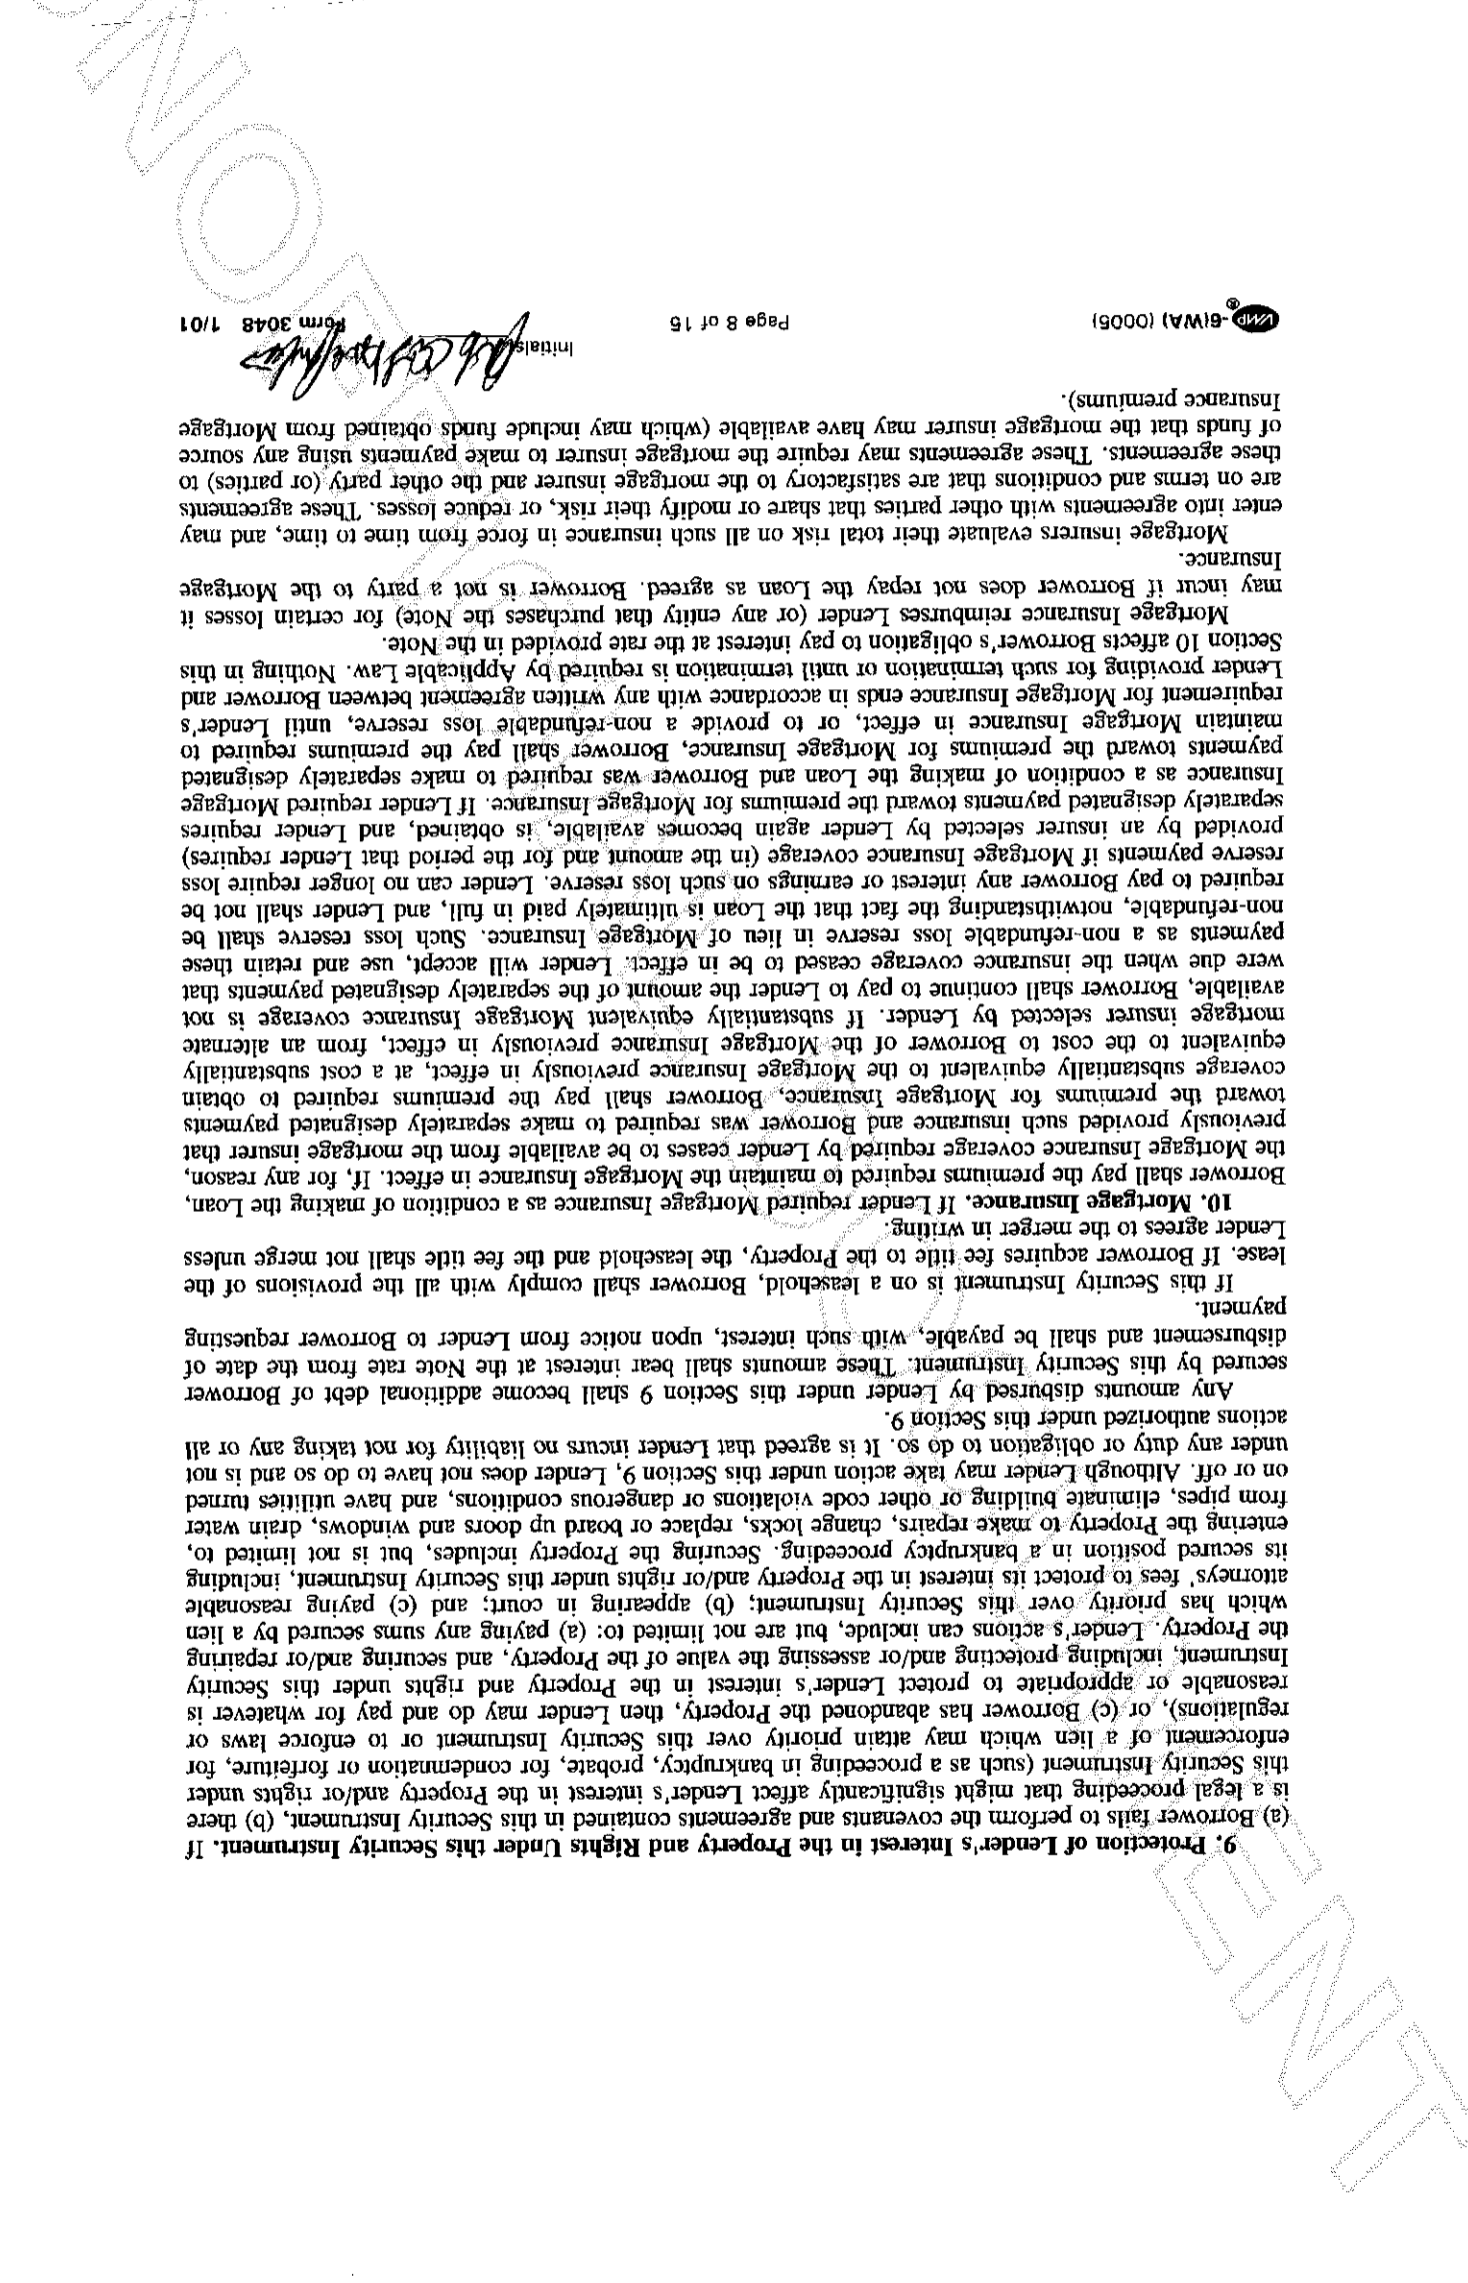 9. Protection of Lender's Interest in the Property and Rights Under this Security Instrument. If
(a) Borrower fails to perform the covenants and agreements contained in this Security Instrument, (b) there
is a legal proceeding that might significantly affect Lender's interest in the Property and/or rights under
this Security Instrument (such as a proceeding in bankruptcy, probate, for condemnation or forfeiture, for
enforcement of a lien which may attain priority over this Security Instrument or to enforce laws or
regulations), or (c) Borrower has abandoned the Property, then Lender may do and pay for whatever is
reasonable or appropriate to protect Lender's interest in the Property and rights under this Security
Instrument, including protecting and/or assessing the value of the Property, and securing and/or repairing
the Property. Lender's actions can include, but are not limited to: (a) paying any sums secured by a lien
which has priority over this Security Instrument; (b) appearing in court; and (c) paying reasonable
attorneys' fees to protect its interest in the Property and/or rights under this Security Instrument, including
its secured position in a bankruptcy proceeding. Securing the Property includes, but is not limited to,
entering the Property to make repairs, change locks, replace or board up doors and windows, drain water
from pipes, eliminate building or other code violations or dangerous conditions, and have utilities turned
on or off. Although Lender may take action under this Section 9, Lender does not have to do so and is not
under any duty or obligation to do so. It is agreed that Lender incurs no liability for not taking any or all
actions authorized under this Section 9.
Any amounts disbursed by Lender under this Section 9 shall become additional debt of Borrower
secured by this Security Instrument. These amounts shall bear interest at the Note rate from the date of
disbursement and shall be payable, with such interest, upon notice from Lender to Borrower requesting
payment.
If this Security Instrument is on a leasehold, Borrower shall comply with all the provisions of the
lease. If Borrower acquires fee title to the Property, the leasehold and the fee title shall not merge unless
Lender agrees to the merger in writing.
10. Mortgage Insurance. If Lender required Mortgage Insurance as a condition of making the Loan,
Borrower shall pay the premiums required to maintain the Mortgage Insurance in effect. If, for any reason,
the Mortgage Insurance coverage required by Lender ceases to be available from the mortgage insurer that
previously provided such insurance and Borrower was required to make separately designated payments
toward the premiums for Mortgage Insurance, Borrower shall pay the premiums required to obtain
coverage substantially equivalent to the Mortgage Insurance previously in effect, at a cost substantially
equivalent to the cost to Borrower of the Mortgage Insurance previously in effect, from an alternate
mortgage insurer selected by Lender. If substantially equivalent Mortgage Insurance coverage is not
available, Borrower shall continue to pay to Lender the amount of the separately designated payments that
were due when the insurance coverage ceased to be in effect. Lender will accept, use and retain these
payments as a non-refundable loss reserve in lieu of Mortgage Insurance. Such loss reserve shall be
non-refundable, notwithstanding the fact that the Loan is ultimately paid in full, and Lender shall not be
required to pay Borrower any interest or earnings on such loss reserve. Lender can no longer require loss
reserve payments if Mortgage Insurance coverage (in the amount and for the period that Lender requires)
provided by an insurer selected by Lender again becomes available, is obtained, and Lender requires
separately designated payments toward the premiums for Mortgage Insurance. If Lender required Mortgage
Insurance as a condition of making the Loan and Borrower was required to make separately designated
payments toward the premiums for Mortgage Insurance, Borrower shall pay the premiums required to
maintain Mortgage Insurance in effect, or to provide a non-refundable loss reserve, until Lender's
requirement for Mortgage Insurance ends in accordance with any written agreement between Borrower and
Lender providing for such termination or until termination is required by Applicable Law. Nothing in this
Section 10 affects Borrower's obligation to pay interest at the rate provided in the Note.
Mortgage Insurance reimburses Lender (or any entity that purchases the Note) for certain losses it
may incur if Borrower does not repay the Loan as agreed. Borrower is not a party to the Mortgage
Insurance.
Mortgage insurers evaluate their total risk on all such insurance in force from time to time, and may
enter into agreements with other parties that share or modify their risk, or reduce losses. These agreements
are on terms and conditions that are satisfactory to the mortgage insurer and the other party (or parties) to
these agreements. These agreements may require the mortgage insurer to make payments using any source
of funds that the mortgage insurer may have available (which may include funds obtained from Mortgage
Insurance premiums).
Initials
VMP®-6(WA) (0005) Page 8 of 15 Form 3048 1/01